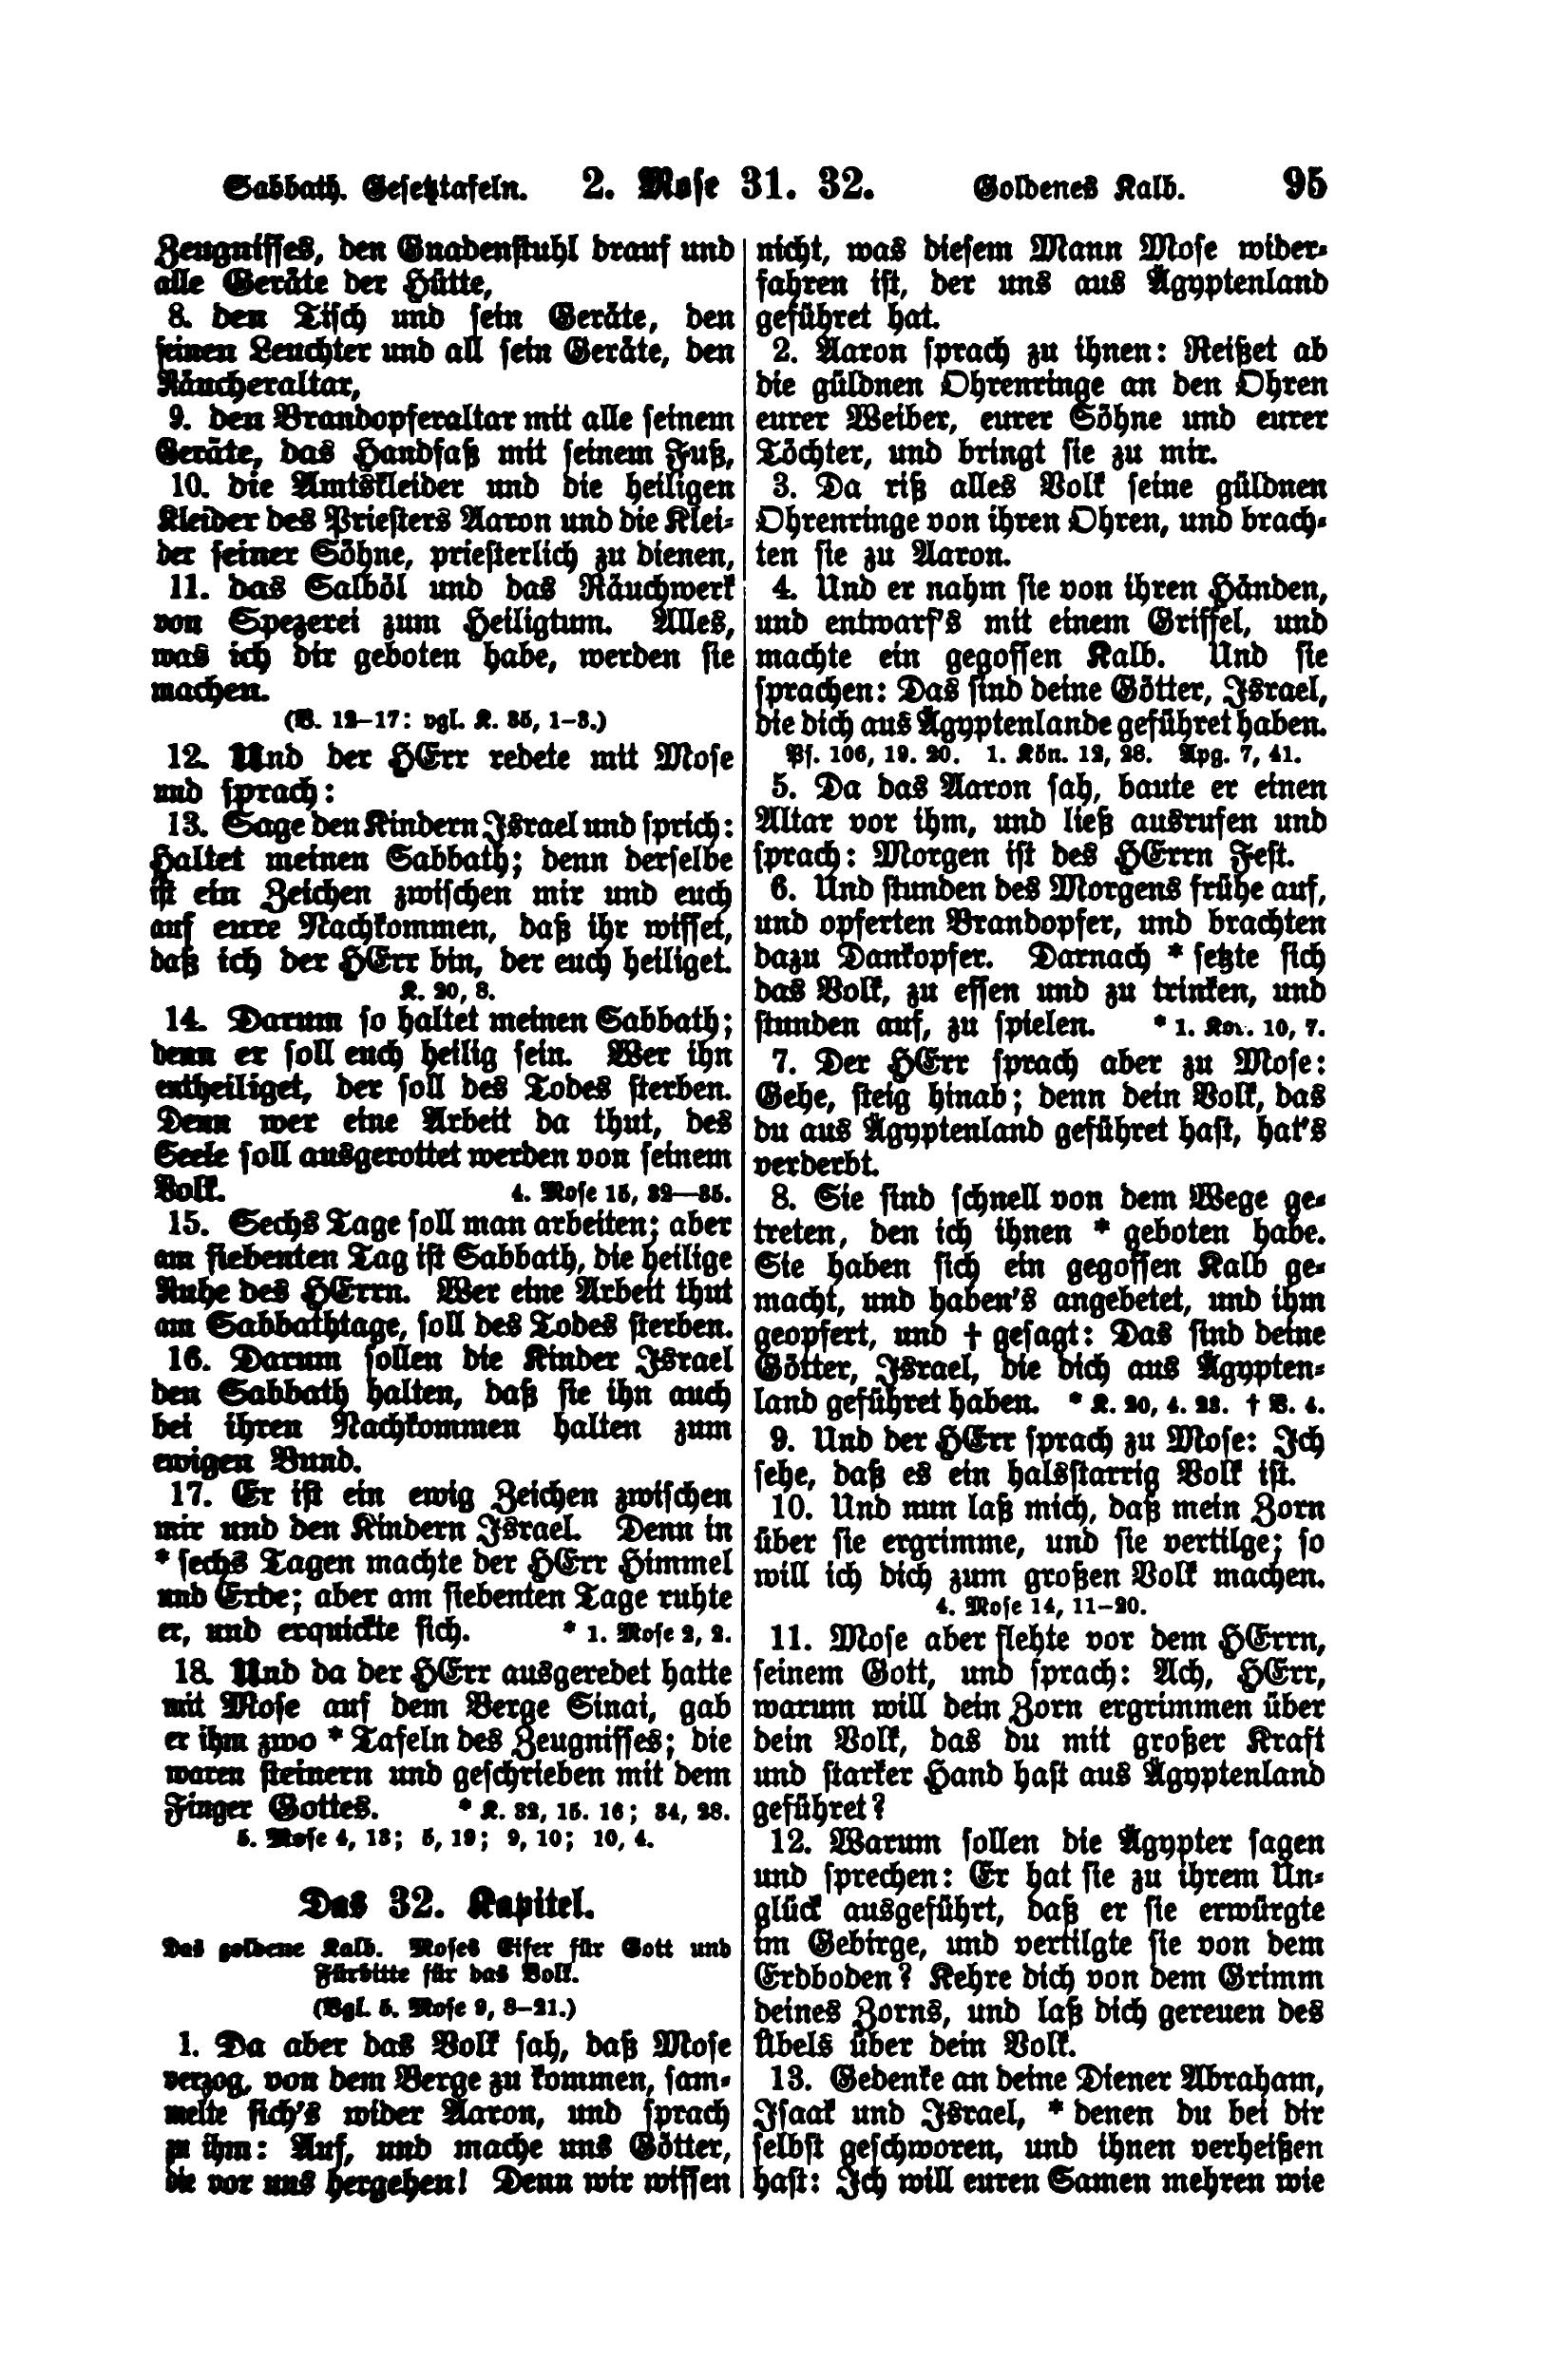 Sabbath. Gesetztafeln. 2. Mose 31. 32. Goldenes Kalb. 95
Zeugnisses, den Gnadenstuhl drauf und
alle Geräte der Hütte,
8. den Tisch und sein Geräte, den
feinen Leuchter und all sein Geräte, den
Räucheraltar,
9. den Brandopferaltar mit alle seinem
Geräte, das Handfaß mit seinem Fuß,
10. die Amtskleider und die heiligen
Kleider des Priesters Aaron und die Klei-
der seiner Söhne, priesterlich zu dienen,
11. das Salböl und das Räuchwerk
von Spezerei zum Heiligtum. Alles,
was ich dir geboten habe, werden sie
machen.
(V. 12-17: vgl. K. 35, 1-3.)
12. Und der HErr redete mit Mose
und sprach:
13. Sage den Kindern Israel und sprich:
Haltet meinen Sabbath; denn derselbe
ist ein Zeichen zwischen mir und euch
auf eure Nachkommen, daß ihr wisset,
daß ich der HErr bin, der euch heiliget.
K. 20, 8.
14. Darum so haltet meinen Sabbath;
denn er soll euch heilig sein. Wer ihn
entheiliget, der soll des Todes sterben.
Denn wer eine Arbeit da thut, des
Seele soll ausgerottet werden von seinem
Volk. 4. Mose 15, 32—35.
15. Sechs Tage soll man arbeiten; aber
am siebenten Tag ist Sabbath, die heilige
Ruhe des HErrn. Wer eine Arbeit thut
am Sabbathtage, soll des Todes sterben.
16. Darum sollen die Kinder Israel
den Sabbath halten, daß sie ihn auch
bei ihren Nachkommen halten zum
ewigen Bund.
17. Er ist ein ewig Zeichen zwischen
mir und den Kindern Israel. Denn in
* sechs Tagen machte der HErr Himmel
und Erde; aber am siebenten Tage ruhte
er, und erquickte sich. * 1. Mose 2, 2.
18. Und da der HErr ausgeredet hatte
mit Mose auf dem Berge Sinai, gab
er ihm zwo * Tafeln des Zeugnisses; die
waren steinern und geschrieben mit dem
Finger Gottes. * K. 32, 15. 16; 34, 28.
5. Mose 4, 13; 5, 19; 9, 10; 10, 4.
Das 32. Kapitel.
Das goldene Kalb. Moses Eifer für Gott und
Fürbitte für das Volk.
(Vgl. 5. Mose 9, 8-21.)
1. Da aber das Volk sah, daß Mose
verzog, von dem Berge zu kommen, sam-
melte sich's wider Aaron, und sprach
zu ihm: Auf, und mache uns Götter,
die vor uns hergehen! Denn wir wissen
nicht, was diesem Mann Mose wider-
fahren ist, der uns aus Ägyptenland
geführet hat.
2. Aaron sprach zu ihnen: Reißet ab
die güldnen Ohrenringe an den Ohren
eurer Weiber, eurer Söhne und eurer
Töchter, und bringt sie zu mir.
3. Da riß alles Volk seine güldnen
Ohrenringe von ihren Ohren, und brach-
ten sie zu Aaron.
4. Und er nahm sie von ihren Händen,
und entwarf's mit einem Griffel, und
machte ein gegossen Kalb. Und sie
sprachen: Das sind deine Götter, Israel,
die dich aus Ägyptenlande geführet haben.
Ps. 106, 19. 20. 1. Kön. 12, 28. Apg. 7, 41.
5. Da das Aaron sah, baute er einen
Altar vor ihm, und ließ ausrufen und
sprach: Morgen ist des HErrn Fest.
6. Und stunden des Morgens frühe auf,
und opferten Brandopfer, und brachten
dazu Dankopfer. Darnach * setzte sich
das Volk, zu essen und zu trinken, und
stunden auf, zu spielen. * 1. Kor. 10, 7.
7. Der HErr sprach aber zu Mose:
Gehe, steig hinab; denn dein Volk, das
du aus Ägyptenland geführet hast, hat's
verderbt.
8. Sie sind schnell von dem Wege ge-
treten, den ich ihnen * geboten habe.
Sie haben sich ein gegossen Kalb ge-
macht, und haben's angebetet, und ihm
geopfert, und † gesagt: Das sind deine
Götter, Israel, die dich aus Ägypten-
land geführet haben. * K. 20, 4. 23. † V. 4.
9. Und der HErr sprach zu Mose: Ich
sehe, daß es ein halsstarrig Volk ist.
10. Und nun laß mich, daß mein Zorn
über sie ergrimme, und sie vertilge; so
will ich dich zum großen Volk machen.
4. Mose 14, 11-20.
11. Mose aber flehte vor dem HErrn,
seinem Gott, und sprach: Ach, HErr,
warum will dein Zorn ergrimmen über
dein Volk, das du mit großer Kraft
und starker Hand hast aus Ägyptenland
geführet?
12. Warum sollen die Ägypter sagen
und sprechen: Er hat sie zu ihrem Un-
glück ausgeführt, daß er sie erwürgte
im Gebirge, und vertilgte sie von dem
Erdboden? Kehre dich von dem Grimm
deines Zorns, und laß dich gereuen des
Übels über dein Volk.
13. Gedenke an deine Diener Abraham,
Isaak und Israel, * denen du bei dir
selbst geschworen, und ihnen verheißen
hast: Ich will euren Samen mehren wie